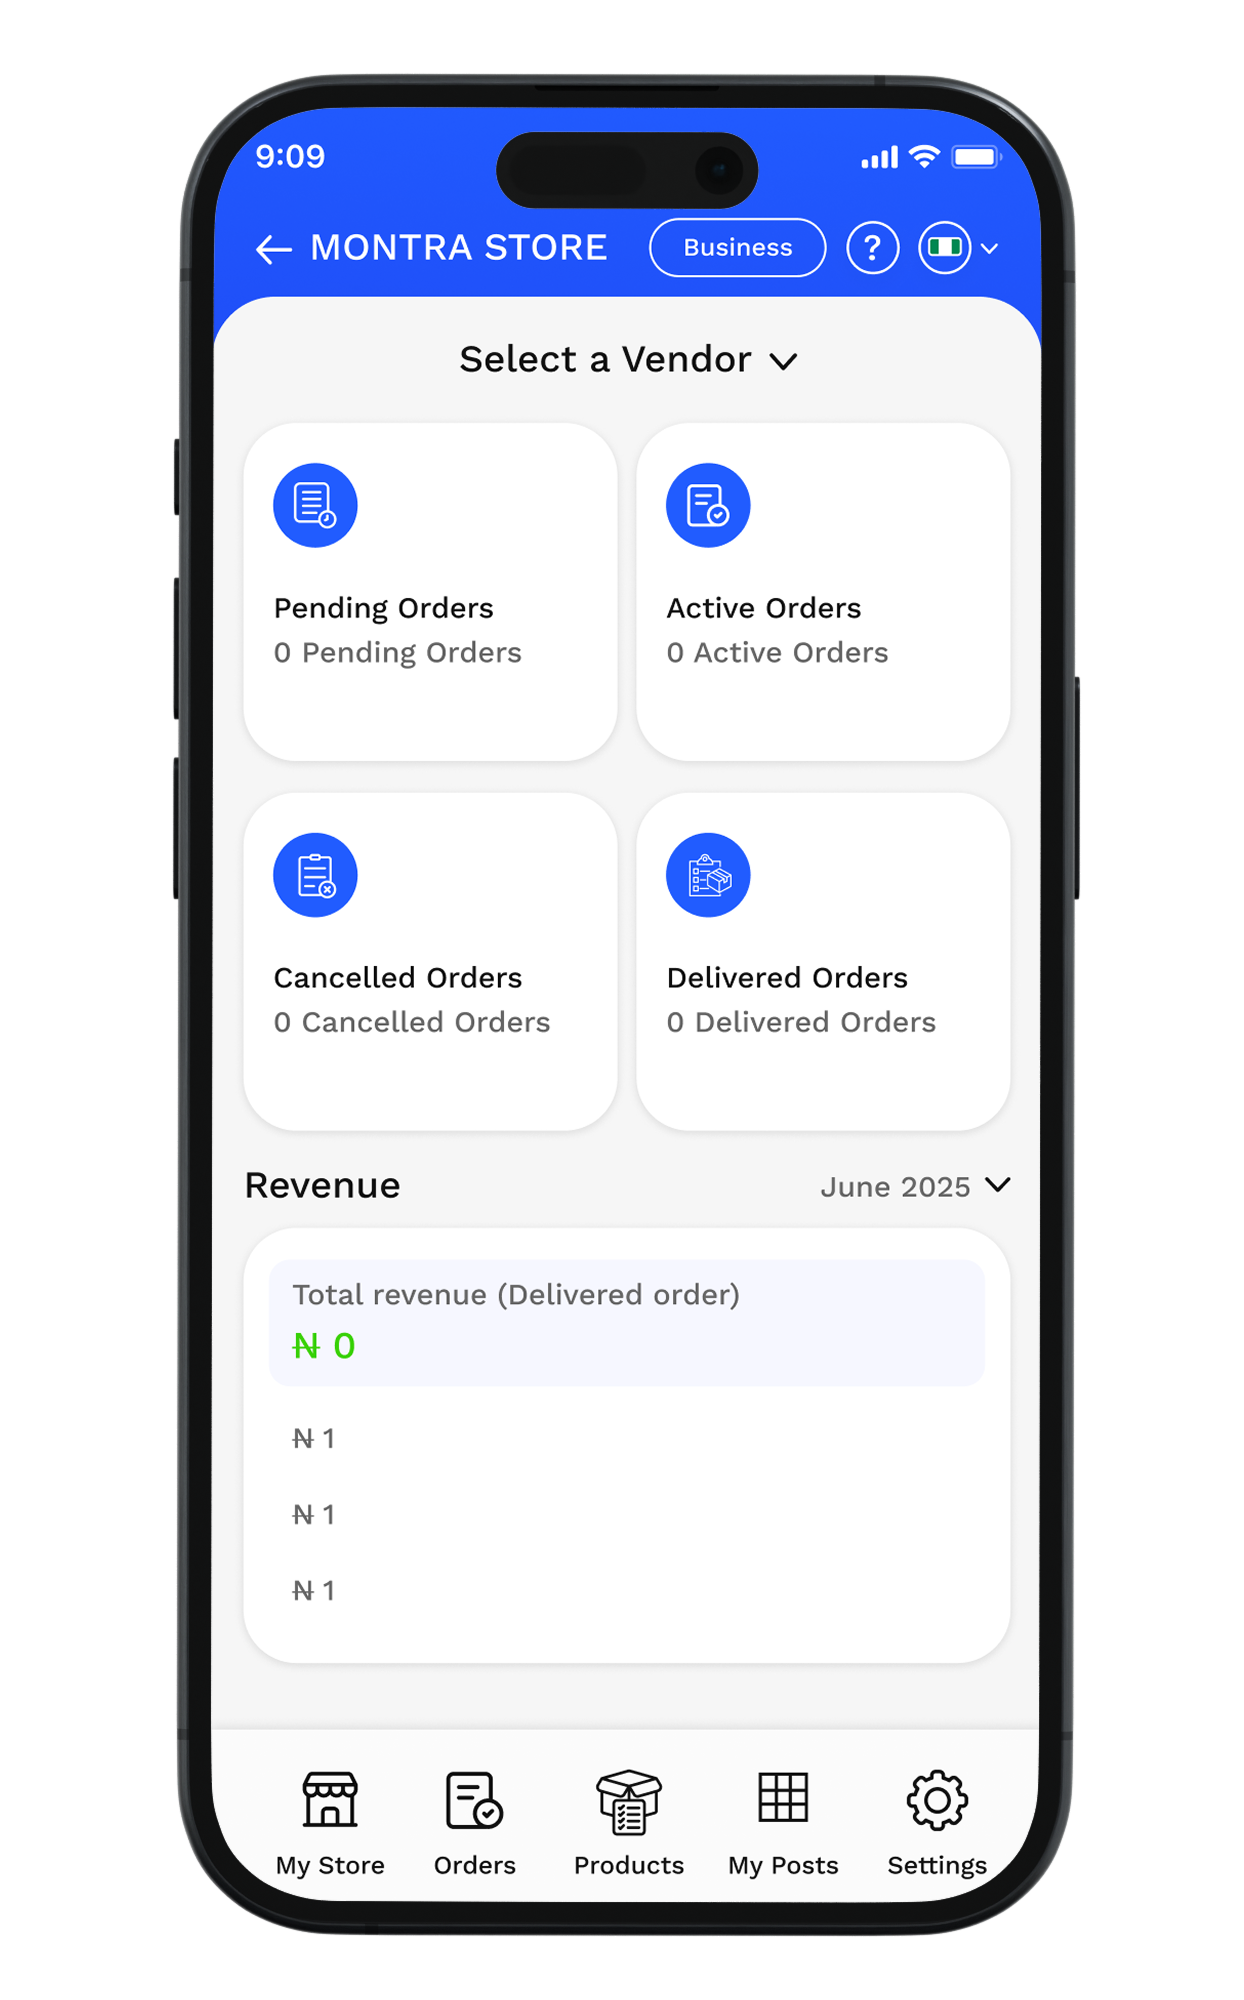 9:09
MONTRA STORE
Business
?
Select a Vendor
Pending Orders
0 Pending Orders
Active Orders
0 Active Orders
Cancelled Orders
0 Cancelled Orders
Delivered Orders
0 Delivered Orders
Revenue
June 2025
Total revenue (Delivered order)
₦ 0
₦ 1
₦ 1
₦ 1
My Store
Orders
Products
My Posts
Settings